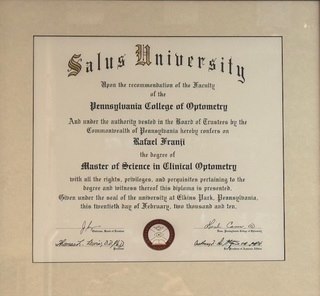 Salus University
Upon the recommendation of the Faculty
of the
Pennsylvania College of Optometry
And under the authority vested in the Board of Trustees by the
Commonwealth of Pennsylvania hereby confers on
Rafael Franji
the degree of
Master of Science in Clinical Optometry
with all the rights, privileges, and perquisites pertaining to the
degree and witness thereof this diploma is presented.
Given under the seal of the university at Elkins Park, Pennsylvania,
this twentieth day of February, two thousand and ten.